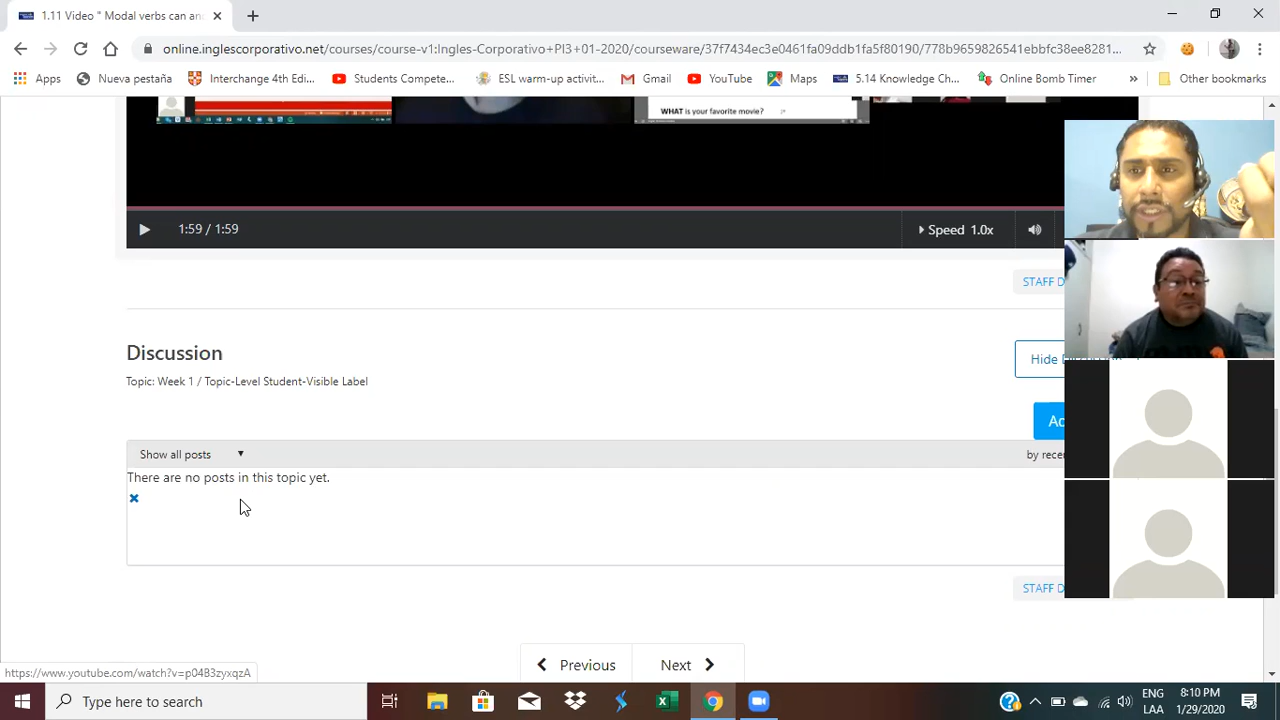 1.11 Video " Modal verbs can an
online.inglescorporativo.net/courses/course-v1:Ingles-Corporativo+PI3+01-2020/courseware/37f7434ec3e0461fa09ddb1fa5f80190/778b9659826541ebbfc38ee8281...
Apps
Nueva pestaña
Interchange 4th Edi...
Students Compete...
ESL warm-up activit...
Gmail
YouTube
Maps
5.14 Knowledge Ch...
Online Bomb Timer
»
Other bookmarks
WHAT is your favorite movie?
1:59 / 1:59
Speed 1.0x
STAFF D
Discussion
Hide
Topic: Week 1 / Topic-Level Student-Visible Label
Ad
Show all posts
by rece
There are no posts in this topic yet.
STAFF D
Previous
Next
https://www.youtube.com/watch?v=p04B3zyxqzA
Type here to search
ENG
LAA
8:10 PM
1/29/2020